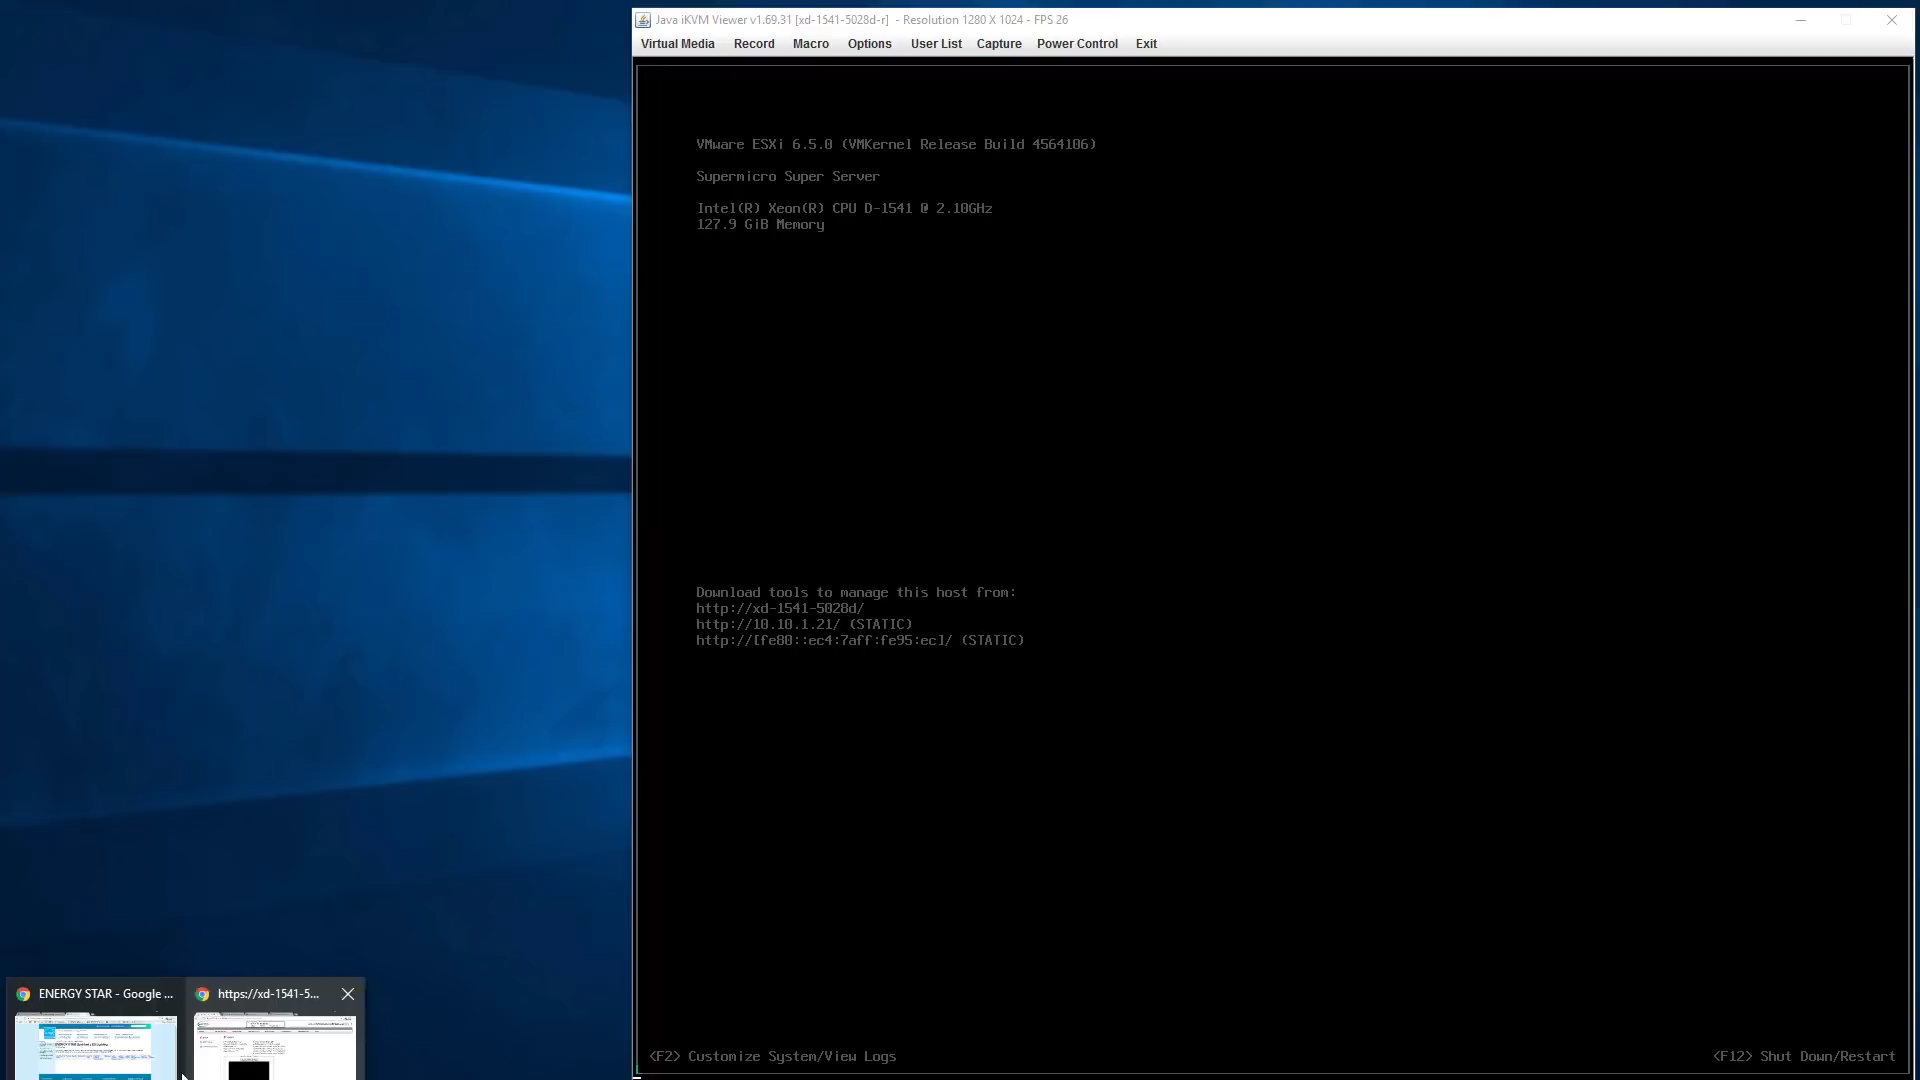 Java iKVM Viewer v1.69.31 [xd-1541-5028d-r] - Resolution 1280 X 1024 - FPS 26
Virtual Media Record Macro Options User List Capture Power Control Exit
VMware ESXi 6.5.0 (VMKernel Release Build 4564106)
Supermicro Super Server
Intel(R) Xeon(R) CPU D-1541 @ 2.10GHz
127.9 GiB Memory
Download tools to manage this host from:
http://xd-1541-5028d/
http://10.10.1.21/ (STATIC)
http://[fe80::ec4:7aff:fe95:ec]/ (STATIC)
<F2> Customize System/View Logs
<F12> Shut Down/Restart
ENERGY STAR - Google ...
https://xd-1541-5...